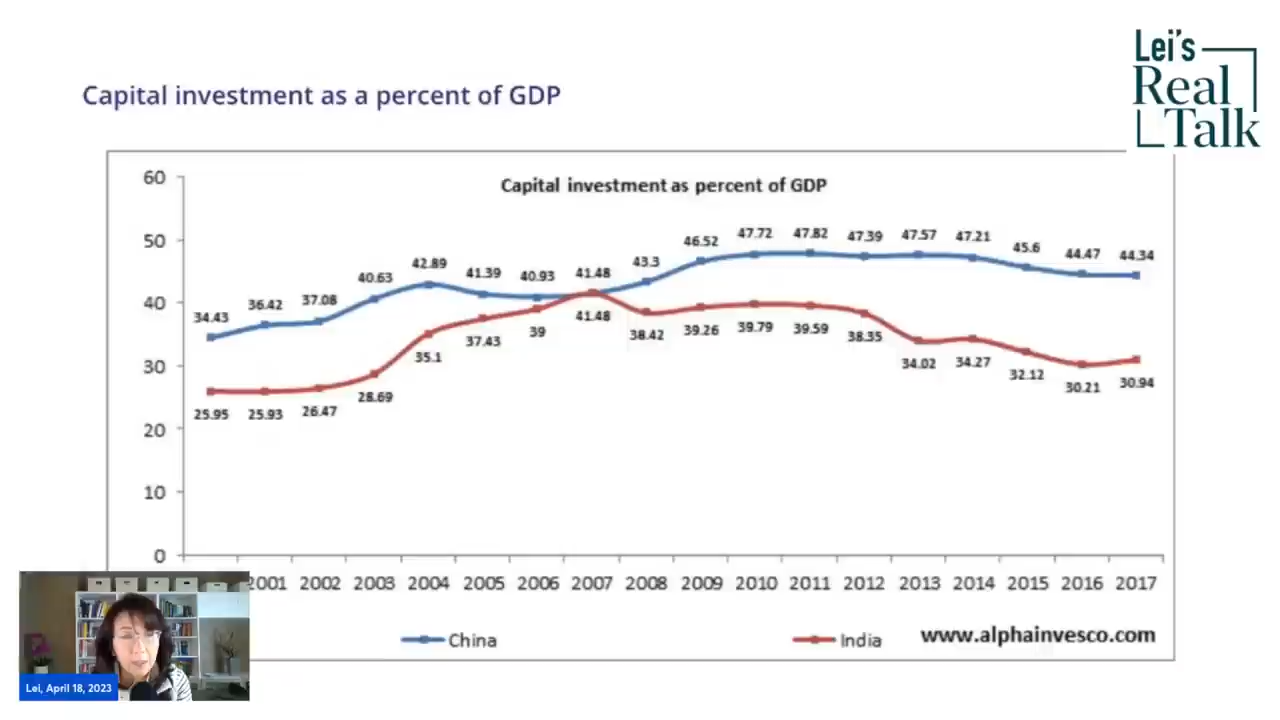 Lei's
Real
Talk
Capital investment as a percent of GDP
Capital investment as percent of GDP
60
50
40
30
20
10
0
34.43 36.42 37.08 40.63 42.89 41.39 40.93 41.48 43.3 46.52 47.72 47.82 47.39 47.57 47.21 45.6 44.47 44.34
25.95 25.93 26.47 28.69 35.1 37.43 39 41.48 38.42 39.26 39.79 39.59 38.35 34.02 34.27 32.12 30.21 30.94
2001 2002 2003 2004 2005 2006 2007 2008 2009 2010 2011 2012 2013 2014 2015 2016 2017
China India www.alphainvesco.com
Lei, April 18, 2023